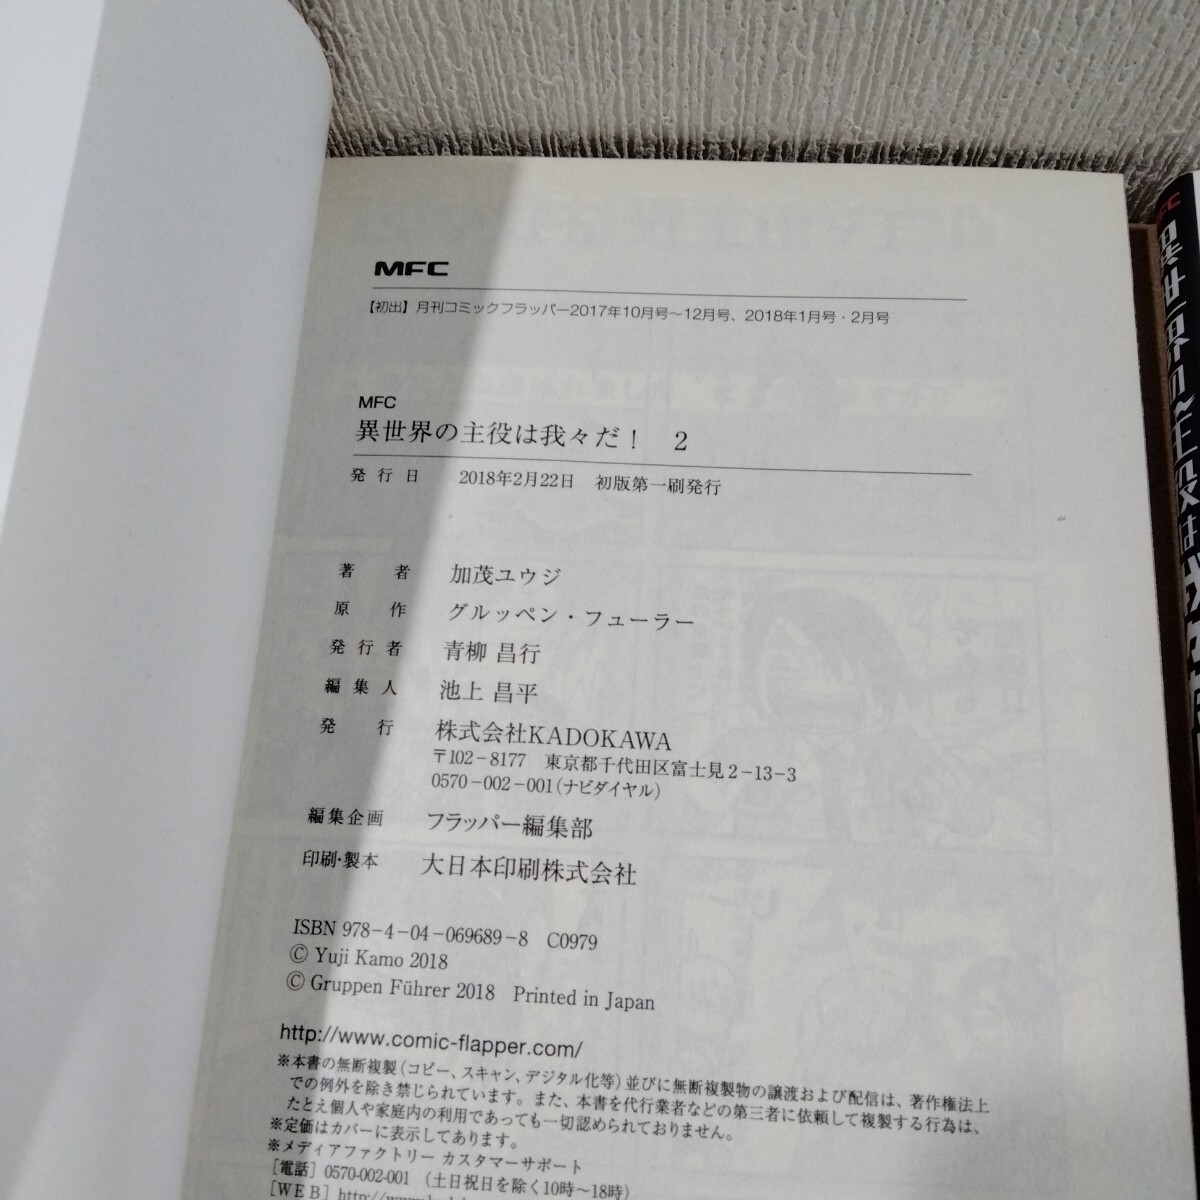 MFC
【初出】月刊コミックフラッパー2017年10月号～12月号、2018年1月号・2月号
MFC
異世界の主役は我々だ！ 2
発行日 2018年2月22日 初版第一刷発行
著者 加茂ユウジ
原作 グルッペン・フューラー
発行者 青柳 昌行
編集人 池上 昌平
発行 株式会社KADOKAWA
〒102-8177 東京都千代田区富士見2-13-3
0570-002-001(ナビダイヤル)
編集企画 フラッパー編集部
印刷・製本 大日本印刷株式会社
ISBN 978-4-04-069689-8 C0979
© Yuji Kamo 2018
© Gruppen Führer 2018 Printed in Japan
http://www.comic-flapper.com/
※本書の無断複製(コピー、スキャン、デジタル化等)並びに無断複製物の譲渡および配信は、著作権法上
での例外を除き禁じられています。また、本書を代行業者などの第三者に依頼して複製する行為は、
たとえ個人や家庭内の利用であっても一切認められておりません。
※定価はカバーに表示してあります。
※メディアファクトリー カスタマーサポート
[電話] 0570-002-001 (土日祝日を除く10時～18時)
[WEB] http://www
MFC
異世界の主役は